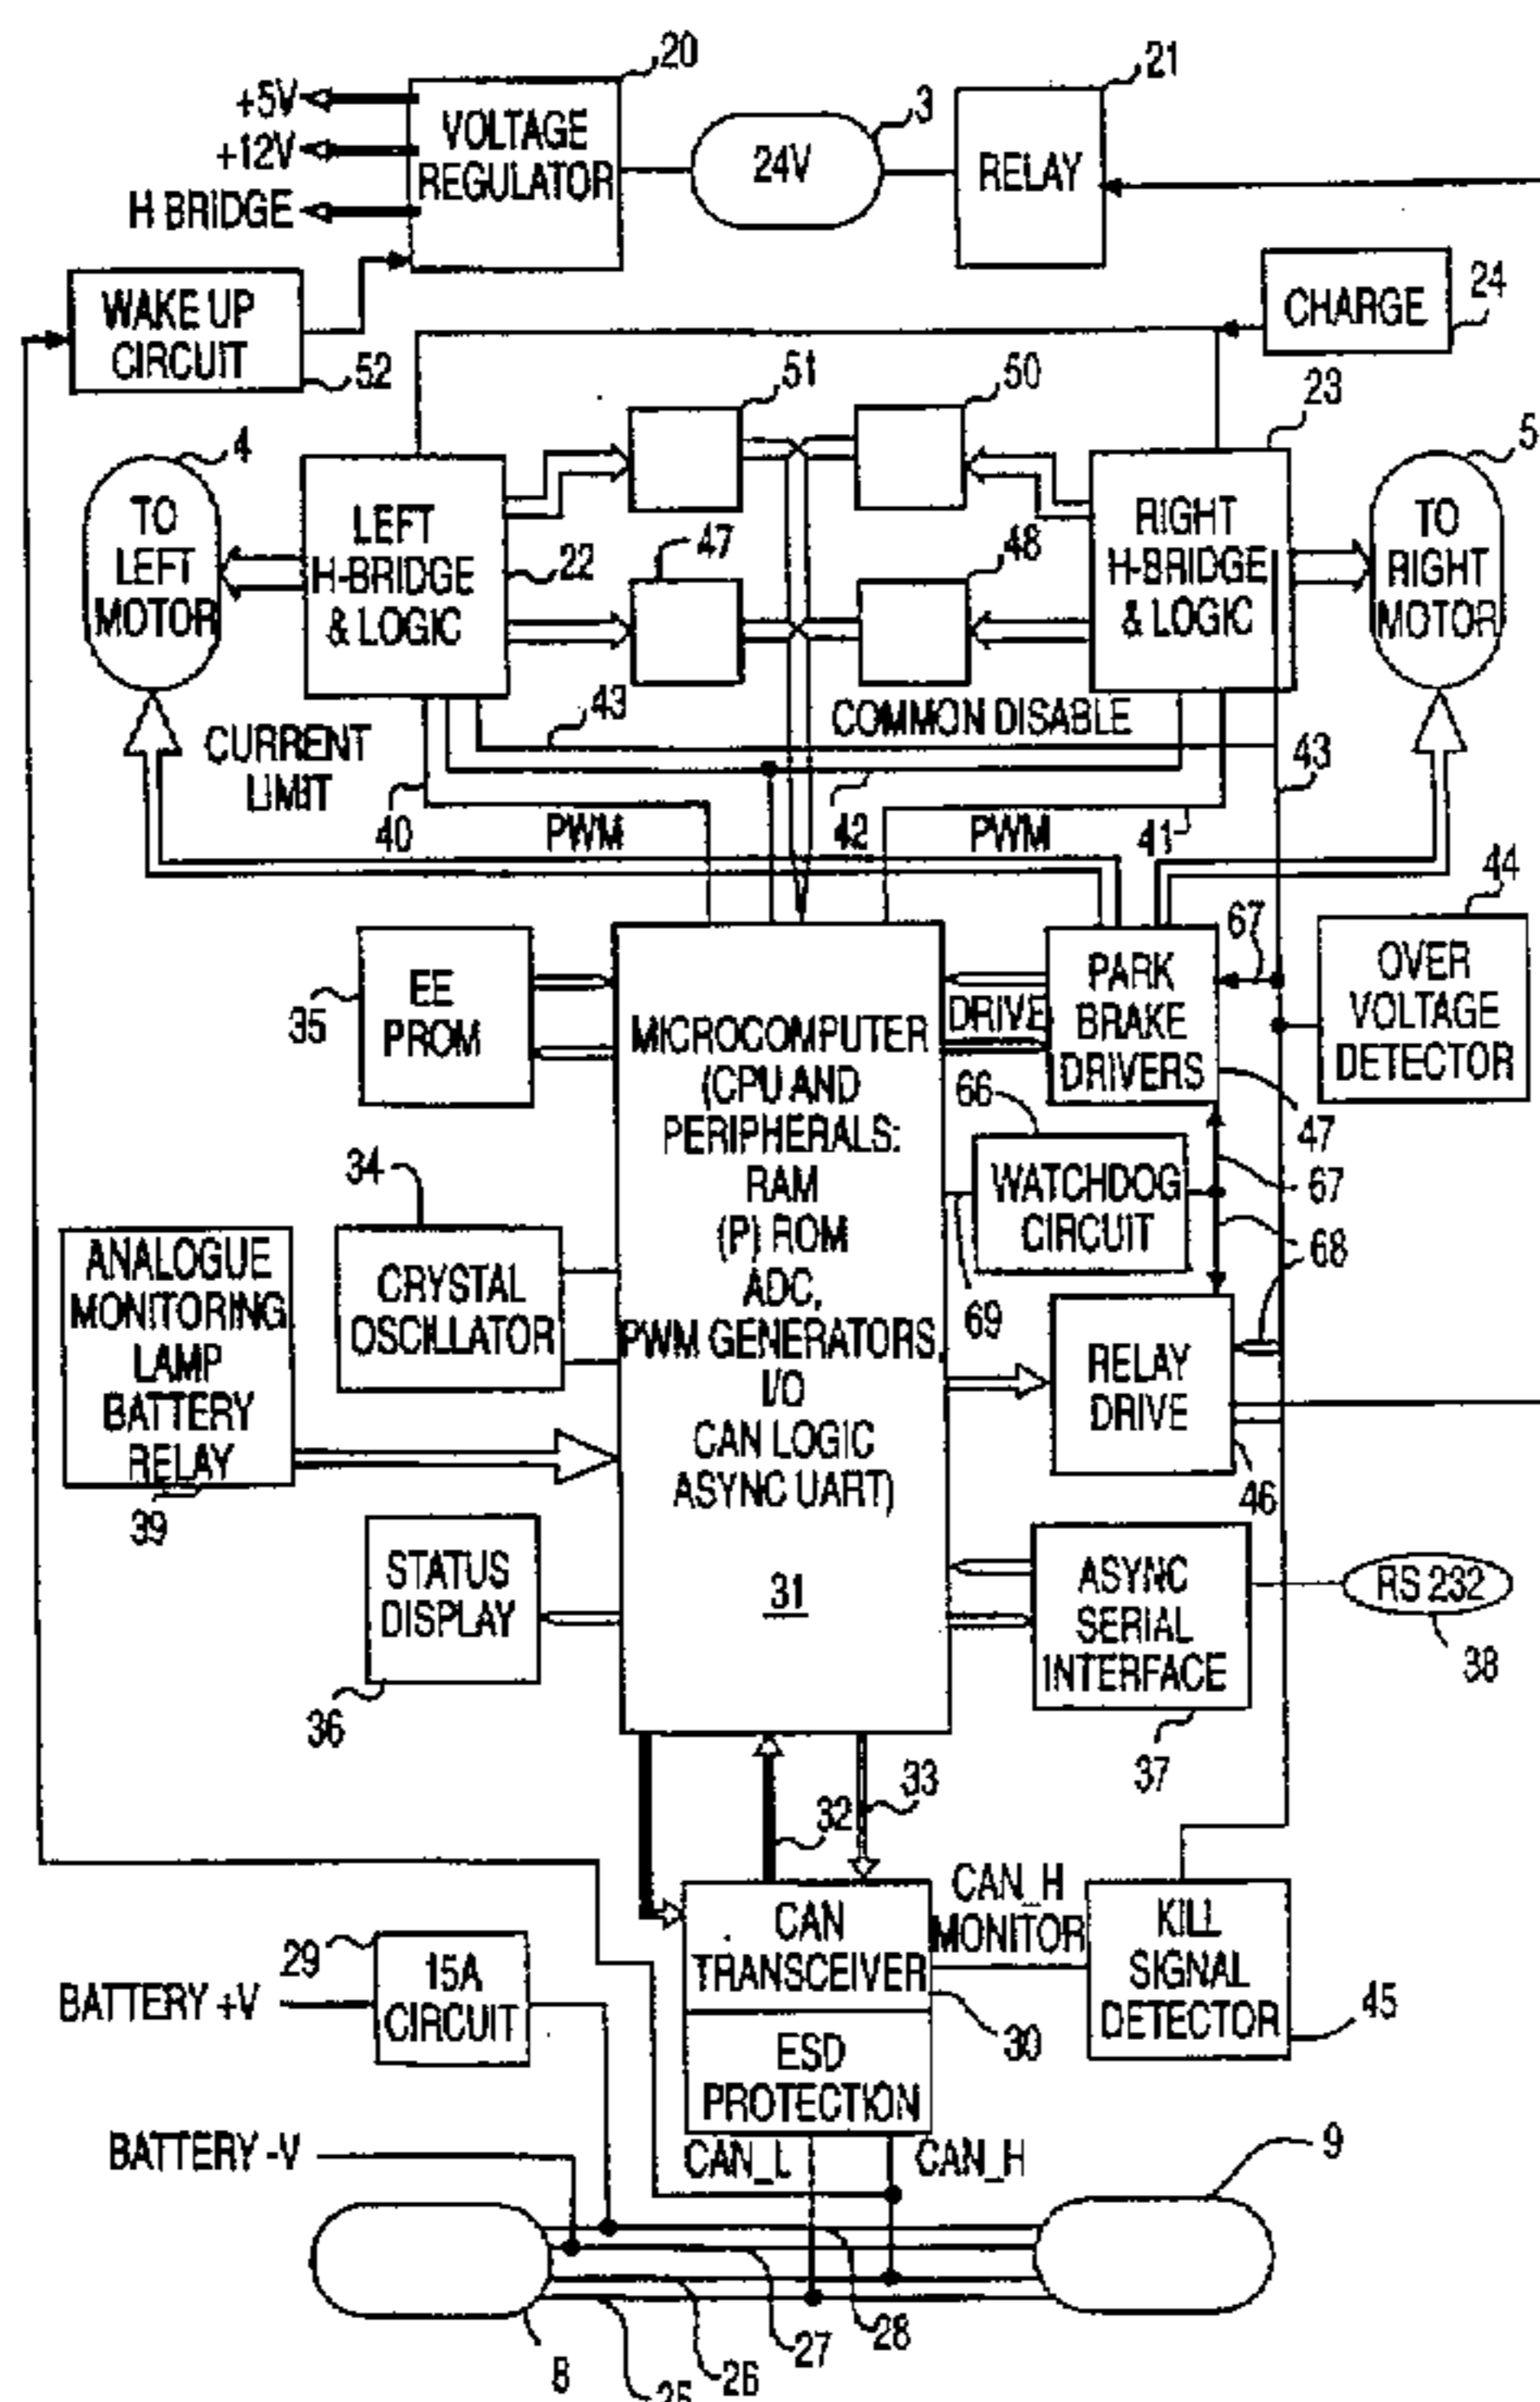 20
21
+5V
3
VOLTAGE
REGULATOR
24V
RELAY
+12V
H BRIDGE
WAKE UP
CIRCUIT
52
CHARGE
24
51
50
23
4
5
TO
LEFT
MOTOR
LEFT
H-BRIDGE
& LOGIC
22
47
48
RIGHT
H-BRIDGE
& LOGIC
TO
RIGHT
MOTOR
43
COMMON DISABLE
CURRENT
LIMIT
43
40
PWM
42
PWM
41
44
67
EE
PROM
35
MICROCOMPUTER
(CPU AND
PERIPHERALS:
RAM
(P) ROM
ADC,
PWM GENERATORS
I/O
CAN LOGIC
ASYNC UART)
31
DRIVE
PARK
BRAKE
DRIVERS
OVER
VOLTAGE
DETECTOR
47
66
WATCHDOG
CIRCUIT
67
68
69
34
CRYSTAL
OSCILLATOR
ANALOGUE
MONITORING
LAMP
BATTERY
RELAY
39
RELAY
DRIVE
46
STATUS
DISPLAY
36
ASYNC
SERIAL
INTERFACE
37
RS 232
38
32
33
CAN
TRANSCEIVER
30
ESD
PROTECTION
CAN_H
MONITOR
KILL
SIGNAL
DETECTOR
45
29
15A
CIRCUIT
BATTERY +V
BATTERY -V
CAN_L
CAN_H
9
8
28
27
26